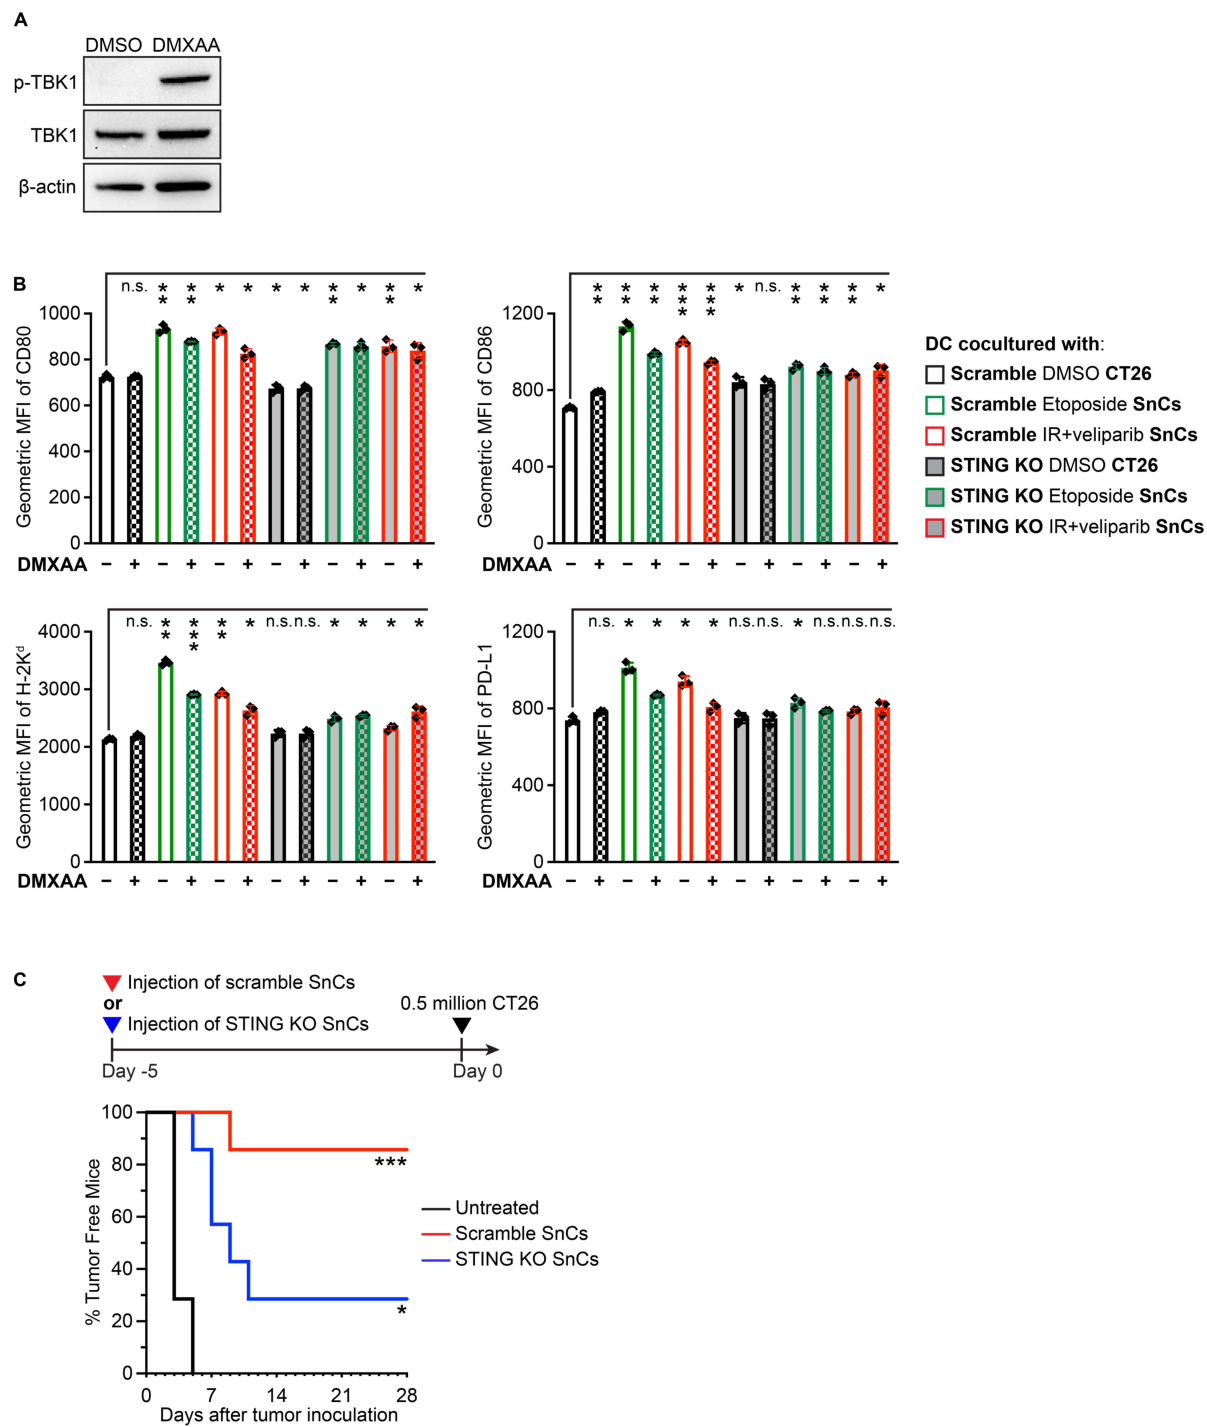 A
DMSO DMXAA
p-TBK1
TBK1
β-actin
B
Geometric MFI of CD80
1000
800
600
400
200
0
n.s. ** ** * * * * ** * ** *
DMXAA − + − + − + − + − + − +
Geometric MFI of CD86
1200
800
400
0
** ** ** *** *** * n.s. ** ** ** *
DMXAA − + − + − + − + − + − +
DC cocultured with:
Scramble DMSO CT26
Scramble Etoposide SnCs
Scramble IR+veliparib SnCs
STING KO DMSO CT26
STING KO Etoposide SnCs
STING KO IR+veliparib SnCs
Geometric MFI of H-2Kᵈ
4000
3000
2000
1000
0
n.s. ** *** ** * n.s. n.s. * * * *
DMXAA − + − + − + − + − + − +
Geometric MFI of PD-L1
1200
800
400
0
n.s. * * * * n.s. n.s. * n.s. n.s. n.s.
DMXAA − + − + − + − + − + − +
C
Injection of scramble SnCs
or
Injection of STING KO SnCs
0.5 million CT26
Day -5 Day 0
% Tumor Free Mice
100
80
60
40
20
0
***
*
Untreated
Scramble SnCs
STING KO SnCs
0 7 14 21 28
Days after tumor inoculation